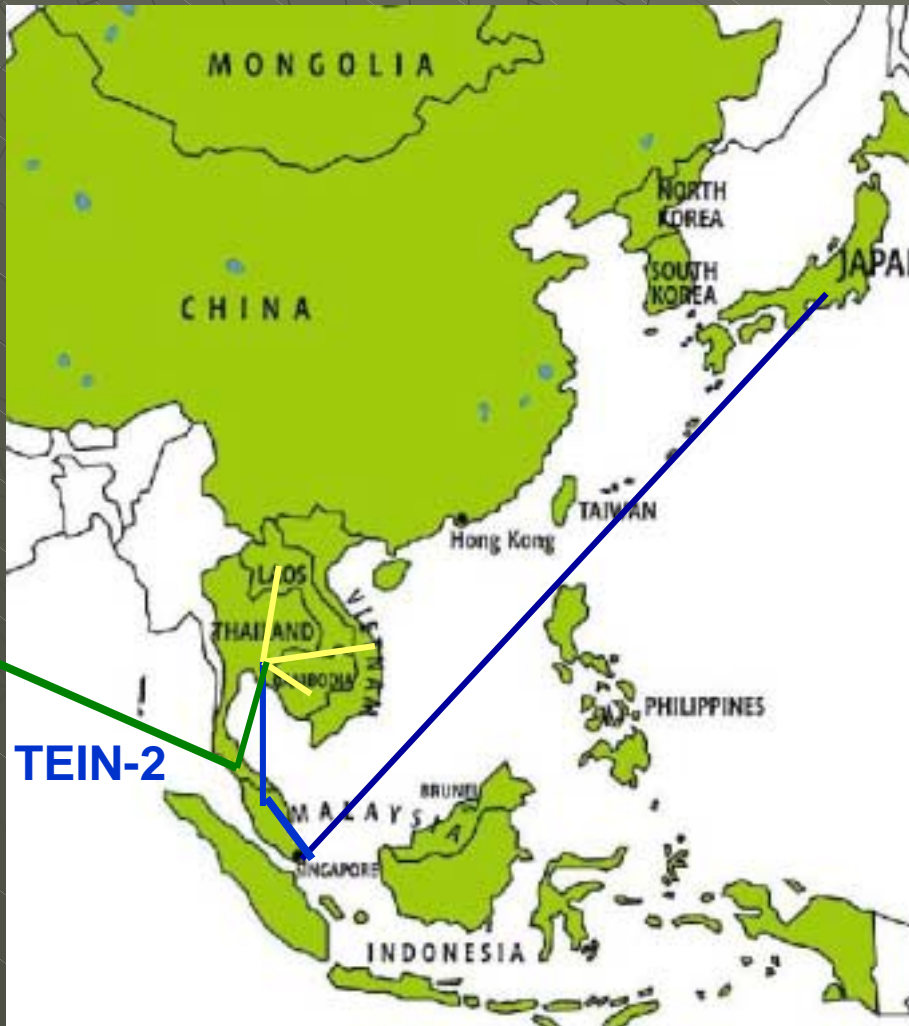 MONGOLIA
NORTH
KOREA
JAPA
SOUTH
KOREA
CHINA
TAIWAN
Hong Kong
LAOS
VIETNAM
THAILAND
CAMBODIA
PHILIPPINES
TEIN-2
BRUNEI
MALAYSIA
SINGAPORE
INDONESIA